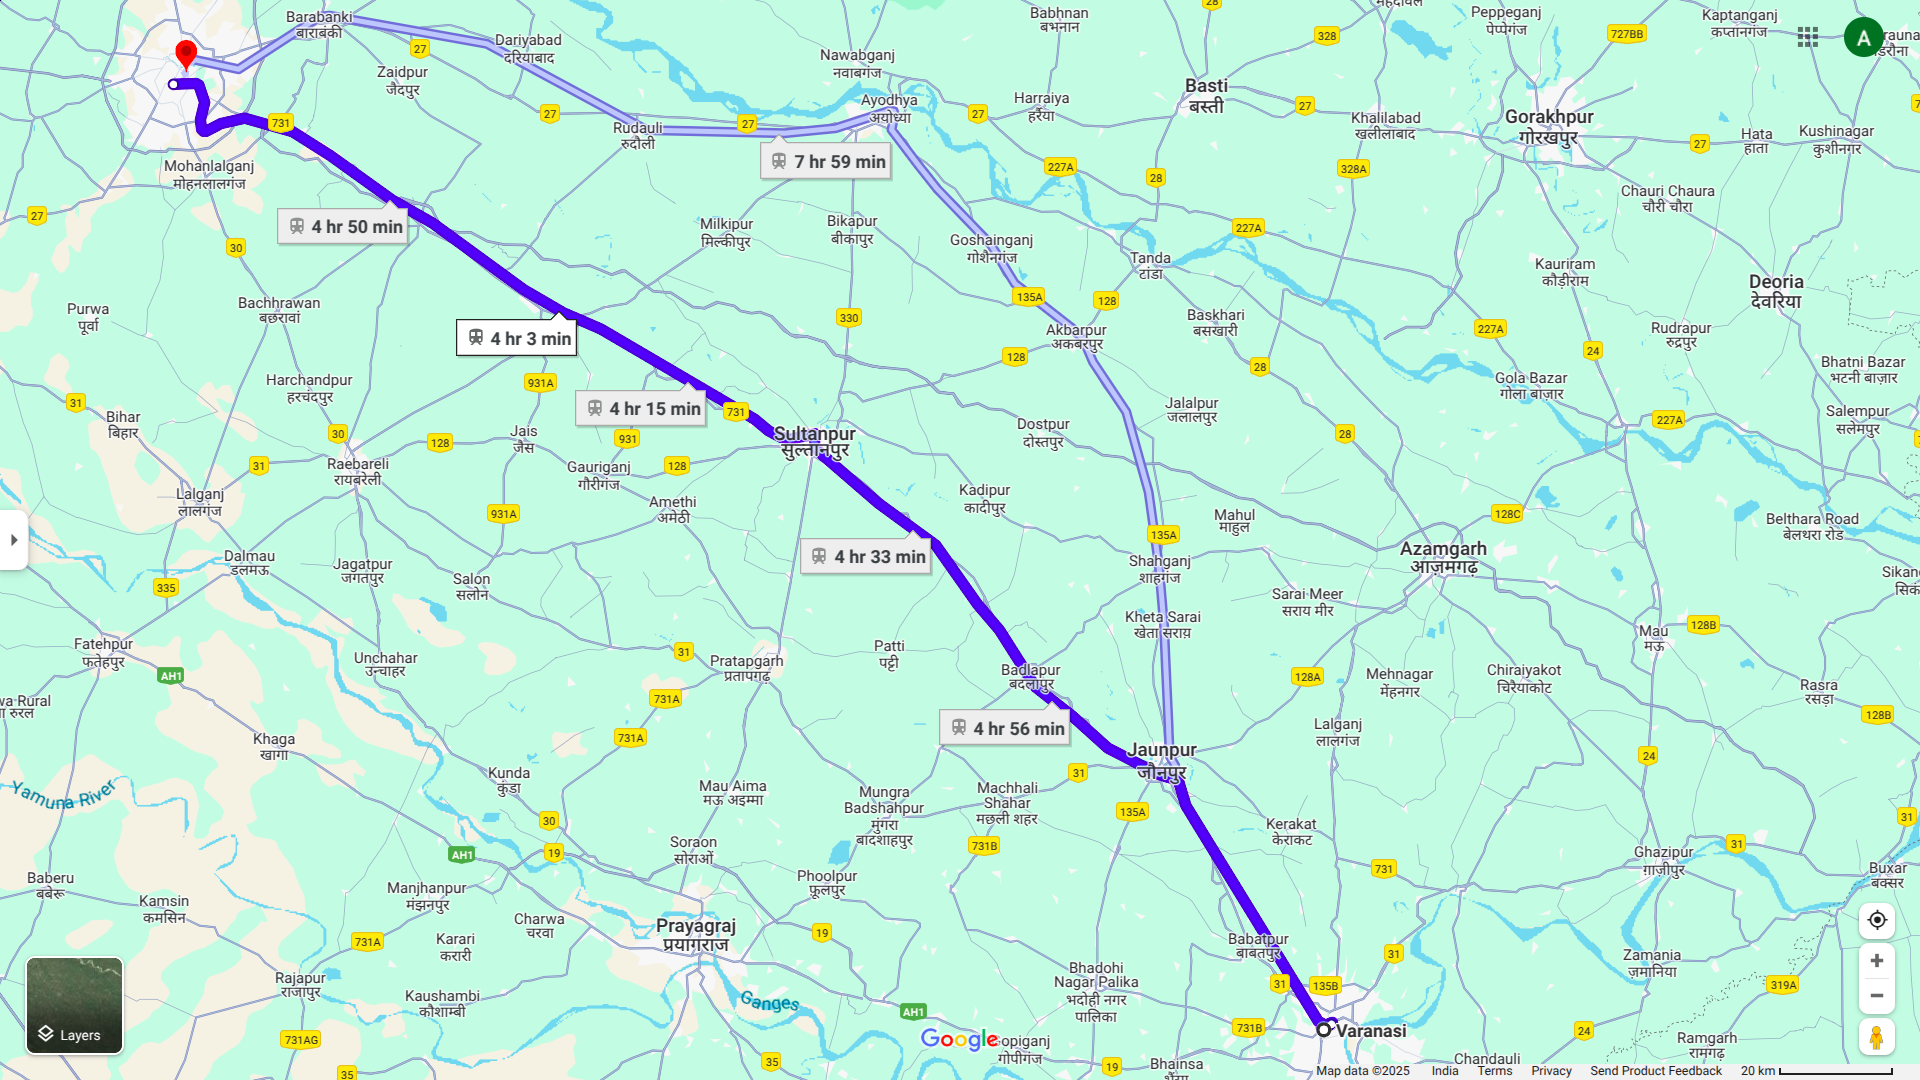 Barabanki
बाराबंकी
Dariyabad
दरियाबाद
Zaidpur
जैदपुर
27
27
Nawabganj
नवाबगंज
Babhnan
बभनान
28
328
Peppeganj
पेप्पेगंज
727BB
Kaptanganj
कप्तानगंज
A
Basti
बस्ती
Ayodhya
अयोध्या
27
Harraiya
हर्रैया
27
Khalilabad
खलीलाबाद
Gorakhpur
गोरखपुर
27
Hata
हाता
Kushinagar
कुशीनगर
731
Rudauli
रुदौली
27
7 hr 59 min
Mohanlalganj
मोहनलालगंज
27
4 hr 50 min
30
227A
28
328A
Chauri Chaura
चौरी चौरा
Milkipur
मिल्कीपुर
Bikapur
बीकापुर
Goshainganj
गोशैनगंज
227A
Tanda
टांडा
Kauriram
कौड़ीराम
Deoria
देवरिया
Purwa
पूर्वा
Bachhrawan
बछरावां
330
135A
128
Baskhari
बसखारी
Akbarpur
अकबरपुर
227A
Rudrapur
रुद्रपुर
4 hr 3 min
128
28
24
Bhatni Bazar
भटनी बाज़ार
Harchandpur
हरचंदपुर
931A
Gola Bazar
गोला बाज़ार
31
Bihar
बिहार
4 hr 15 min
731
Jalalpur
जलालपुर
Salempur
सलेमपुर
227A
30
128
Jais
जैस
931
Sultanpur
सुल्तानपुर
Dostpur
दोस्तपुर
28
31
Raebareli
रायबरेली
Gauriganj
गौरीगंज
128
Lalganj
लालगंज
931A
Amethi
अमेठी
Kadipur
कादीपुर
Mahul
माहुल
128C
Belthara Road
बेलथरा रोड
4 hr 33 min
135A
Azamgarh
आज़मगढ़
Dalmau
डलमऊ
Jagatpur
जगतपुर
Salon
सलोन
Shahganj
शाहगंज
335
Sarai Meer
सराय मीर
Kheta Sarai
खेता सराय़
128B
Mau
मऊ
Fatehpur
फतेहपुर
AH1
Unchahar
उन्चाहर
31
Pratapgarh
प्रतापगढ़
Patti
पट्टी
Badlapur
बदलापुर
128A
Mehnagar
मेंहनगर
Chiraiyakot
चिरैयाकोट
Rasra
रसड़ा
128B
731A
4 hr 56 min
Lalganj
लालगंज
Khaga
खागा
731A
Jaunpur
जौनपुर
24
Yamuna River
Kunda
कुंडा
Mau Aima
मऊ अइम्मा
Mungra
Badshahpur
मुंगरा
बादशाहपुर
Machhali
Shahar
मछली शहर
31
135A
30
Kerakat
केराकट
31
AH1
19
Soraon
सोराओं
731B
731
Ghazipur
ग़ाज़ीपुर
31
Buxar
बक्सर
Baberu
बबेरू
Kamsin
कमसिन
Manjhanpur
मंझनपुर
Phoolpur
फूलपुर
Charwa
चरवा
Prayagraj
प्रयागराज
19
731A
Karari
करारी
Babatpur
बाबतपुर
31
Zamania
ज़मानिया
Rajapur
राजापुर
Kaushambi
कौशाम्बी
Ganges
Bhadohi
Nagar Palika
भदोही नगर
पालिका
31
135B
319A
AH1
Layers
731AG
Google
opiganj
गोपीगंज
731B
Varanasi
24
Ramgarh
रामगढ़
35
35
19
Bhainsa
Chandauli
Map data ©2025
India
Terms
Privacy
Send Product Feedback
20 km